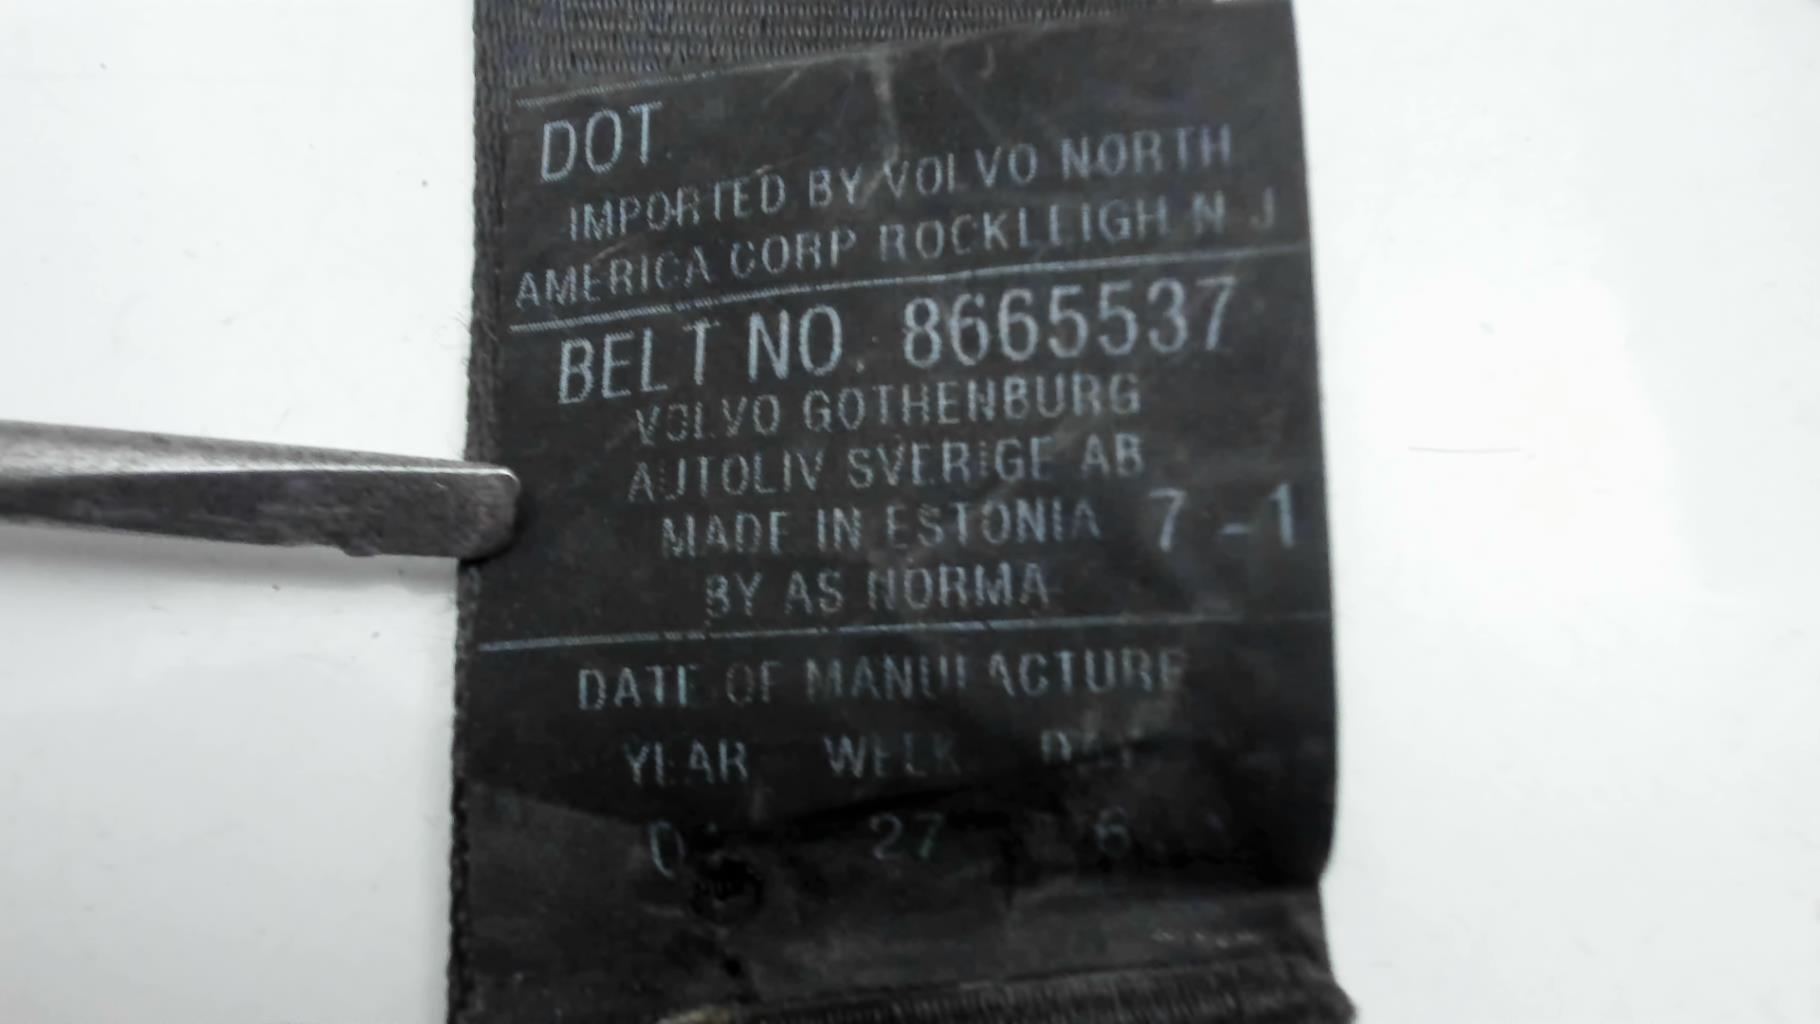 DOT
IMPORTED BY VOLVO NORTH
AMERICA CORP ROCKLEIGH N J
BELT NO. 8665537
VOLVO GOTHENBURG
AUTOLIV SVERIGE AB
MADE IN ESTONIA 7 - 1
BY AS NORMA
DATE OF MANUFACTURE
YEAR WEEK DAY
27 6